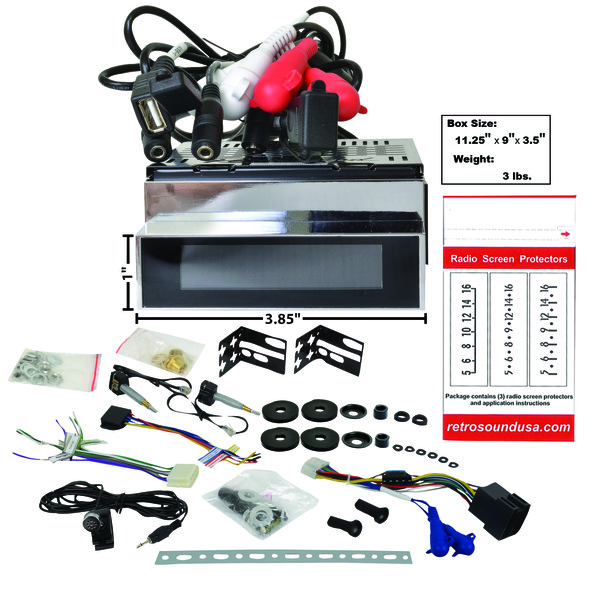 Box Size:
11.25" x 9" x 3.5"
Weight:
3 lbs.
1"
3.85"
Radio Screen Protectors
5 6 8 9 12 14 16
5•6•8•9•12•14•16
5 6 8 9 12 14 16
Package contains (3) radio screen protectors
and application instructions
retrosoundusa.com